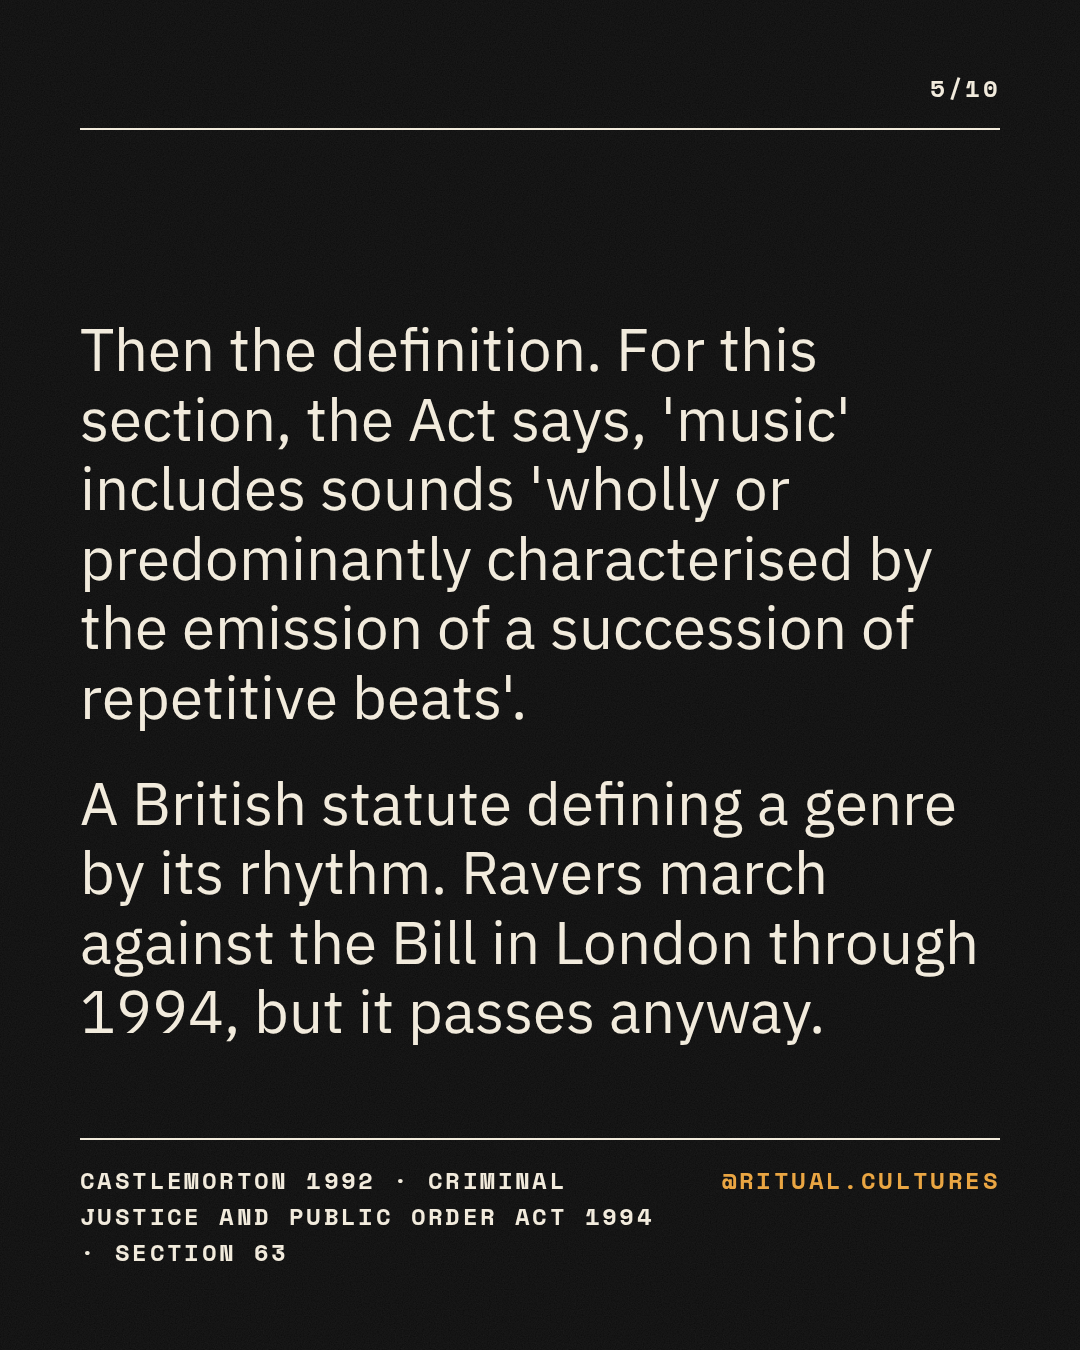 5/10
Then the definition. For this
section, the Act says, 'music'
includes sounds 'wholly or
predominantly characterised by
the emission of a succession of
repetitive beats'.
A British statute defining a genre
by its rhythm. Ravers march
against the Bill in London through
1994, but it passes anyway.
CASTLEMORTON 1992 · CRIMINAL
JUSTICE AND PUBLIC ORDER ACT 1994
· SECTION 63
@RITUAL.CULTURES